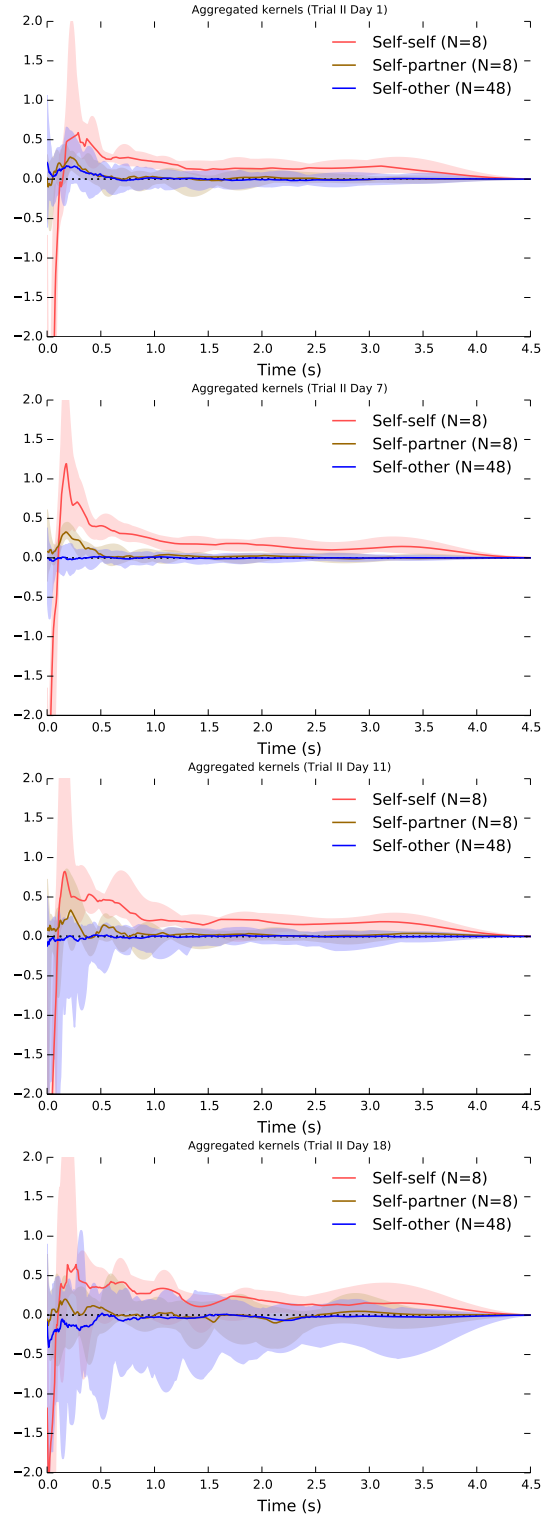 Aggregated kernels (Trial II Day 1)
2.0
1.5
1.0
0.5
0.0
−0.5
−1.0
−1.5
−2.0
Self-self (N=8)
Self-partner (N=8)
Self-other (N=48)
0.0 0.5 1.0 1.5 2.0 2.5 3.0 3.5 4.0 4.5
Time (s)
Aggregated kernels (Trial II Day 7)
2.0
1.5
1.0
0.5
0.0
−0.5
−1.0
−1.5
−2.0
Self-self (N=8)
Self-partner (N=8)
Self-other (N=48)
0.0 0.5 1.0 1.5 2.0 2.5 3.0 3.5 4.0 4.5
Time (s)
Aggregated kernels (Trial II Day 11)
2.0
1.5
1.0
0.5
0.0
−0.5
−1.0
−1.5
−2.0
Self-self (N=8)
Self-partner (N=8)
Self-other (N=48)
0.0 0.5 1.0 1.5 2.0 2.5 3.0 3.5 4.0 4.5
Time (s)
Aggregated kernels (Trial II Day 18)
2.0
1.5
1.0
0.5
0.0
−0.5
−1.0
−1.5
−2.0
Self-self (N=8)
Self-partner (N=8)
Self-other (N=48)
0.0 0.5 1.0 1.5 2.0 2.5 3.0 3.5 4.0 4.5
Time (s)